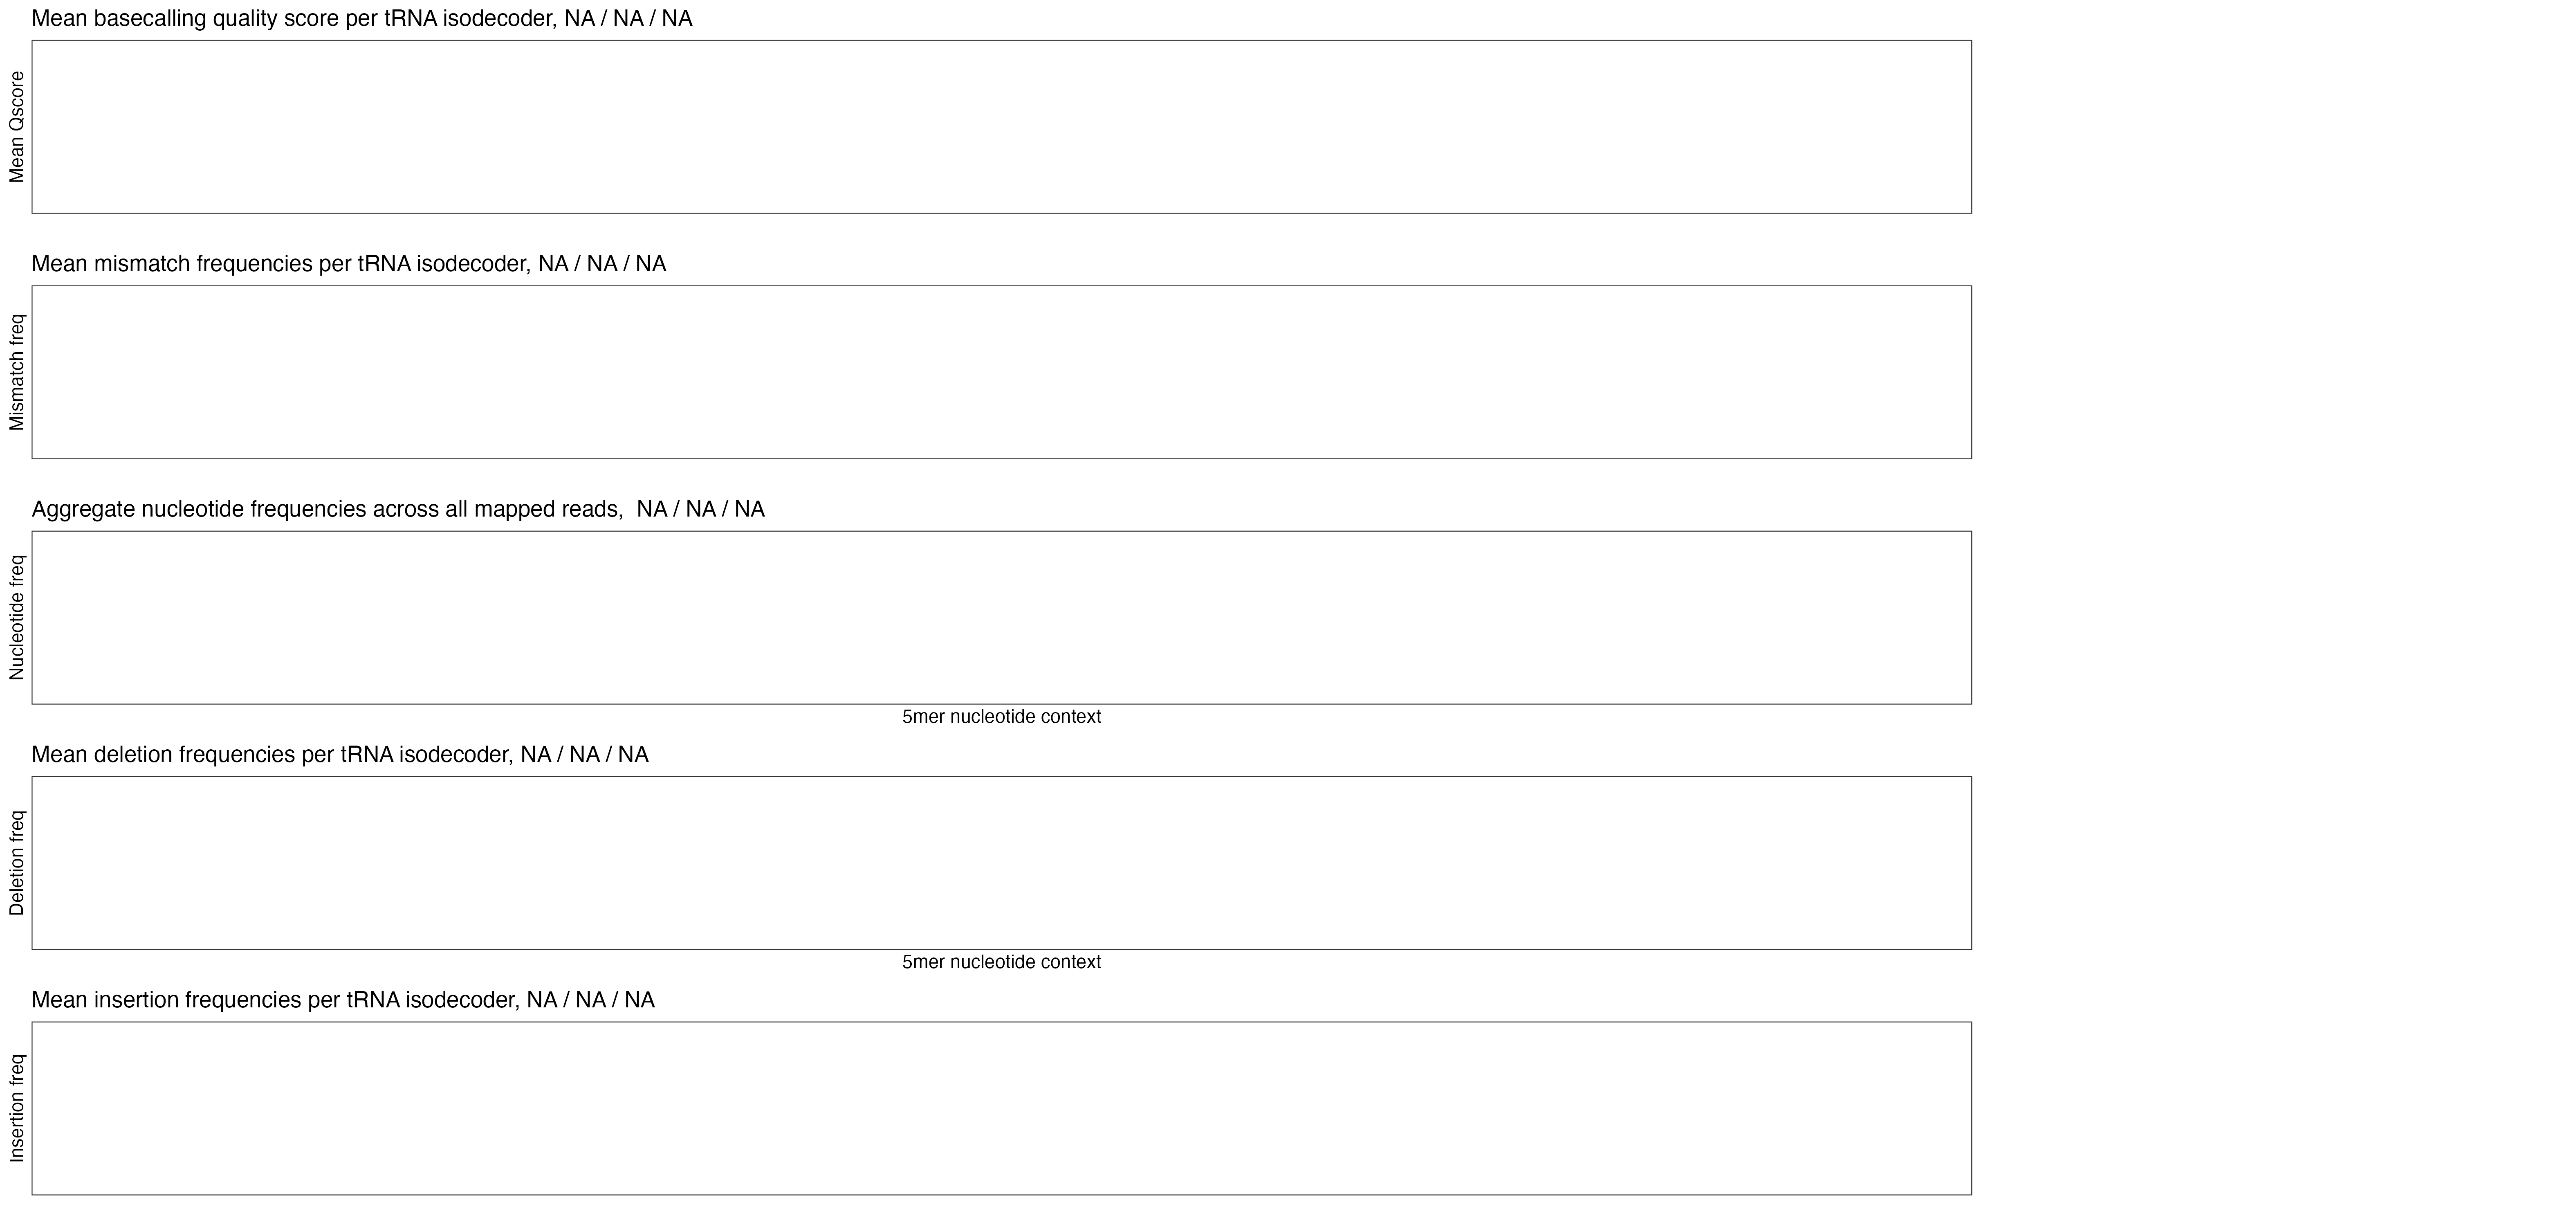 Mean basecalling quality score per tRNA isodecoder, NA / NA / NA
Mean Qscore
Mean mismatch frequencies per tRNA isodecoder, NA / NA / NA
Mismatch freq
Aggregate nucleotide frequencies across all mapped reads,  NA / NA / NA
Nucleotide freq
5mer nucleotide context
Mean deletion frequencies per tRNA isodecoder, NA / NA / NA
Deletion freq
5mer nucleotide context
Mean insertion frequencies per tRNA isodecoder, NA / NA / NA
Insertion freq